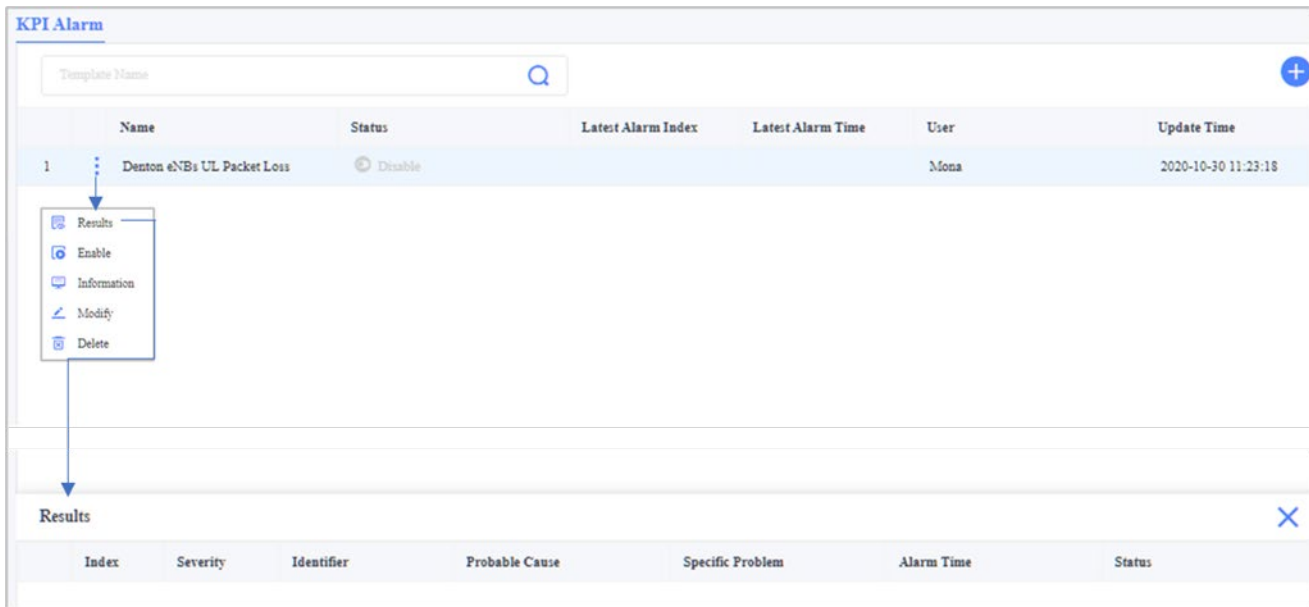 KPI Alarm
Template Name
Name Status Latest Alarm Index Latest Alarm Time User Update Time
1 Denton eNBs UL Packet Loss Disable Mona 2020-10-30 11:23:18
Results
Enable
Information
Modify
Delete
Results
Index Severity Identifier Probable Cause Specific Problem Alarm Time Status